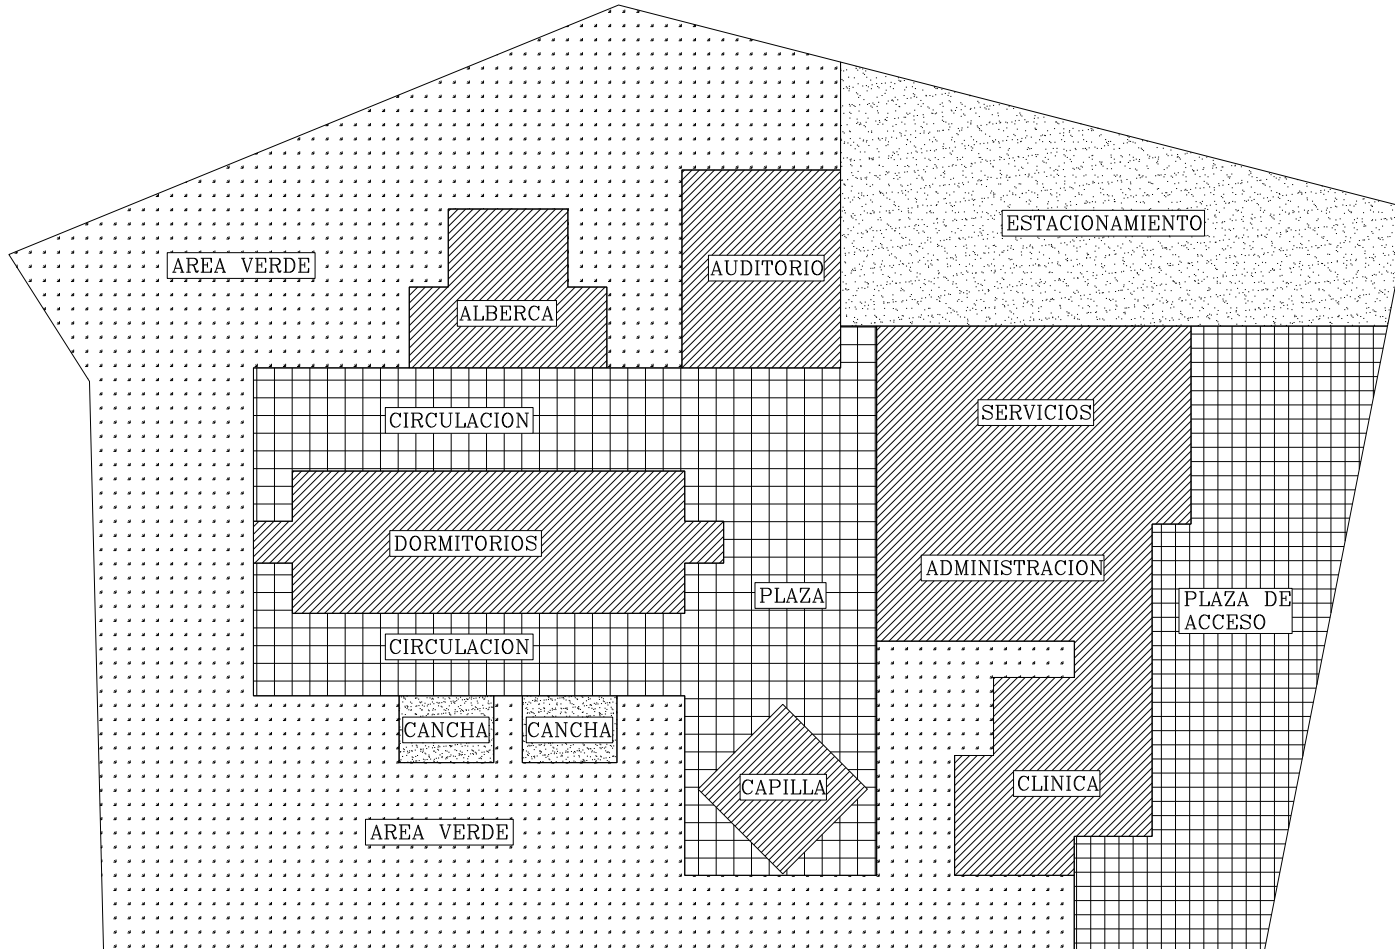 ESTACIONAMIENTO
AREA VERDE
AUDITORIO
ALBERCA
CIRCULACION
SERVICIOS
DORMITORIOS
ADMINISTRACION
PLAZA
PLAZA DE
ACCESO
CIRCULACION
CANCHA
CANCHA
CAPILLA
CLINICA
AREA VERDE